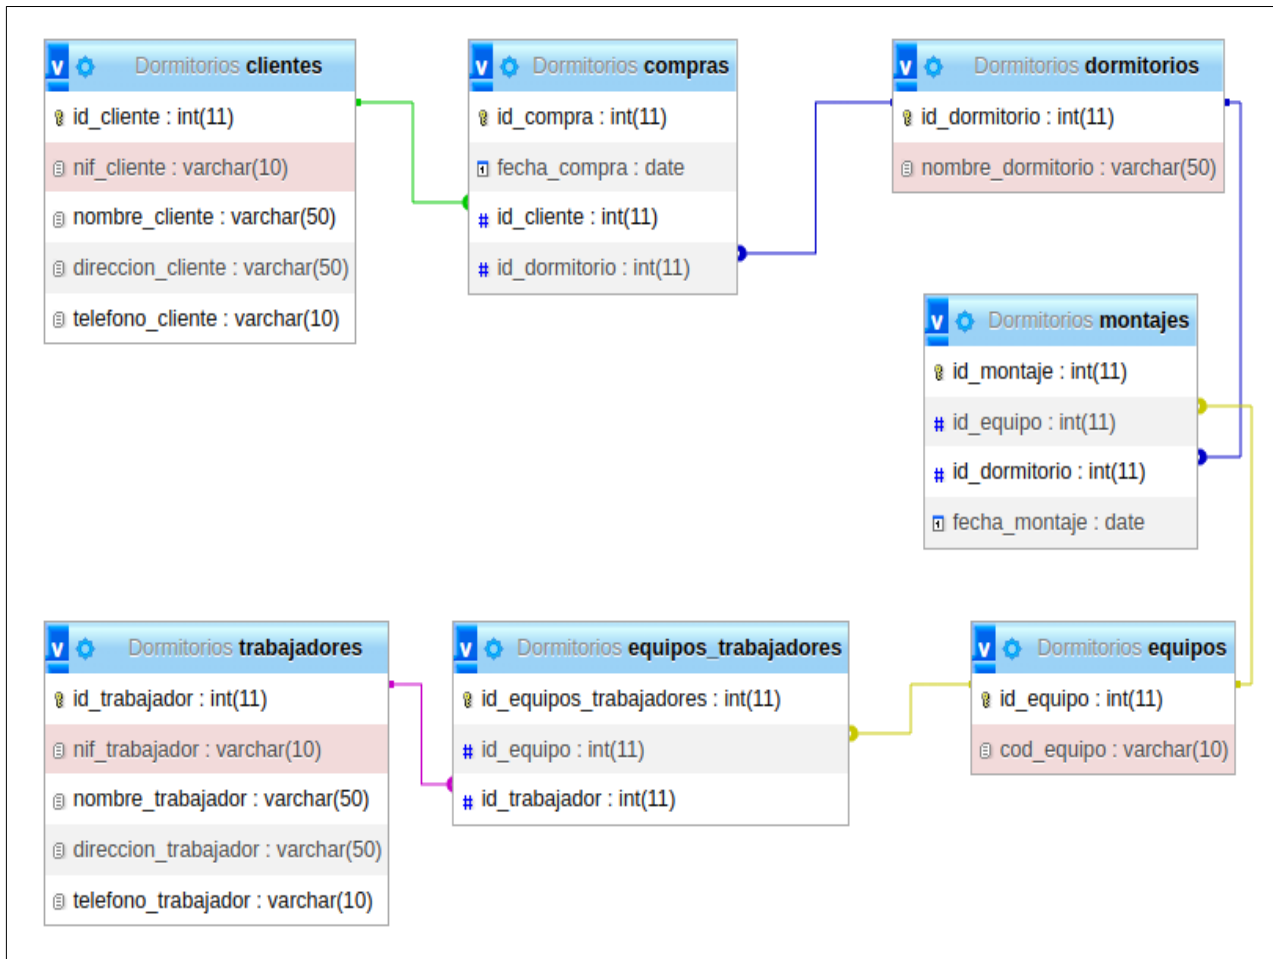 v Dormitorios clientes
id_cliente : int(11)
nif_cliente : varchar(10)
nombre_cliente : varchar(50)
direccion_cliente : varchar(50)
telefono_cliente : varchar(10)
v Dormitorios compras
id_compra : int(11)
fecha_compra : date
# id_cliente : int(11)
# id_dormitorio : int(11)
v Dormitorios dormitorios
id_dormitorio : int(11)
nombre_dormitorio : varchar(50)
v Dormitorios montajes
id_montaje : int(11)
# id_equipo : int(11)
# id_dormitorio : int(11)
fecha_montaje : date
v Dormitorios trabajadores
id_trabajador : int(11)
nif_trabajador : varchar(10)
nombre_trabajador : varchar(50)
direccion_trabajador : varchar(50)
telefono_trabajador : varchar(10)
v Dormitorios equipos_trabajadores
id_equipos_trabajadores : int(11)
# id_equipo : int(11)
# id_trabajador : int(11)
v Dormitorios equipos
id_equipo : int(11)
cod_equipo : varchar(10)